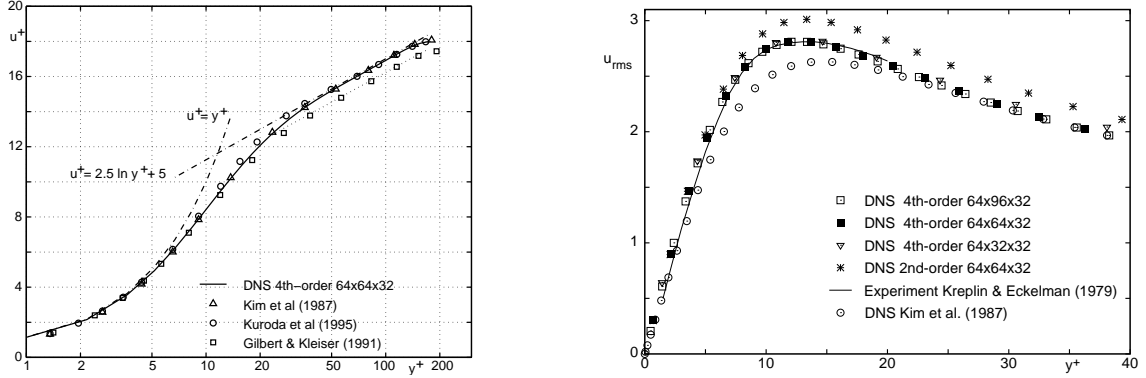 20
u+
16
12
8
4
0
u+= y+
u+= 2.5 ln y+ + 5
DNS 4th-order 64x64x32
Kim et al (1987)
Kuroda et al (1995)
Gilbert & Kleiser (1991)
1 2 5 10 20 50 100 y+ 200
3
u rms
2
1
0
DNS 4th-order 64x96x32
DNS 4th-order 64x64x32
DNS 4th-order 64x32x32
DNS 2nd-order 64x64x32
Experiment Kreplin & Eckelman (1979)
DNS Kim et al. (1987)
0 10 20 30 y+ 40